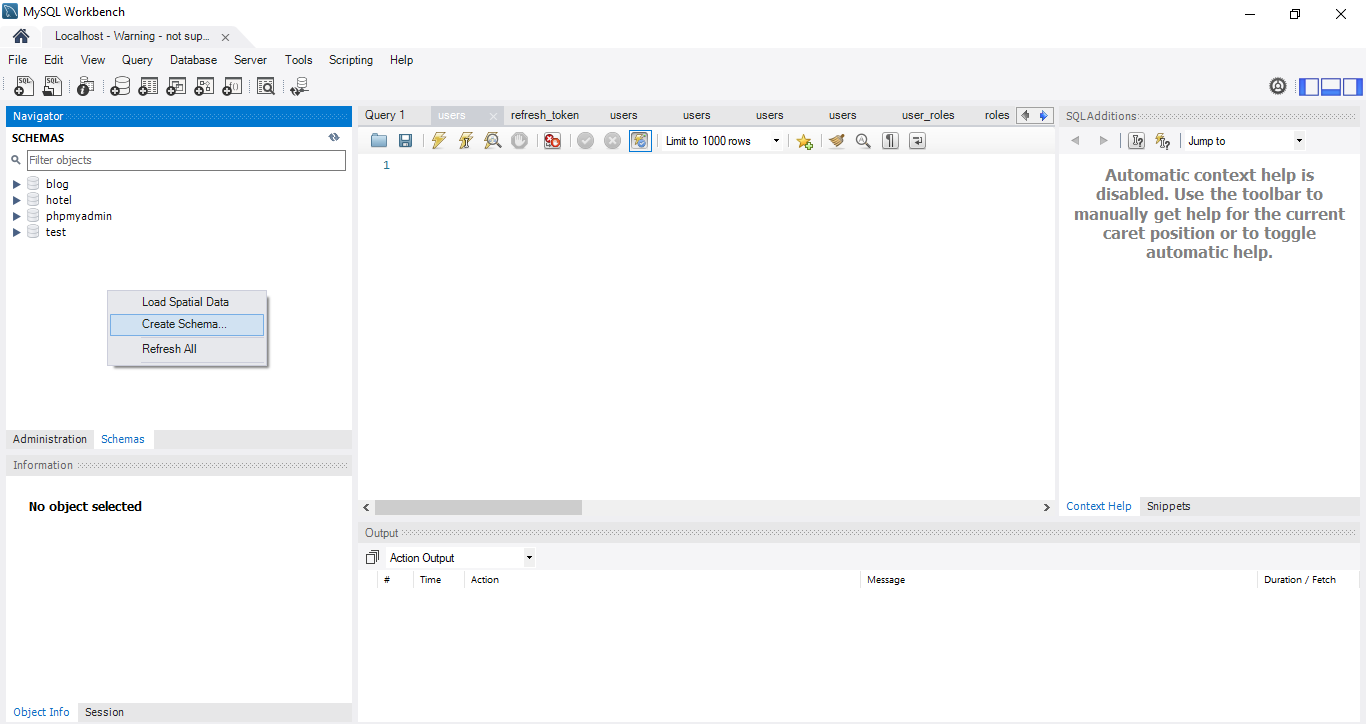 MySQL Workbench
Localhost - Warning - not sup...
File Edit View Query Database Server Tools Scripting Help
Navigator
SCHEMAS
Filter objects
blog
hotel
phpmyadmin
test
Load Spatial Data
Create Schema...
Refresh All
Administration Schemas
Information
No object selected
Object Info Session
Query 1 users refresh_token users users users users user_roles roles
Limit to 1000 rows
1
SQLAdditions
Jump to
Automatic context help is
disabled. Use the toolbar to
manually get help for the current
caret position or to toggle
automatic help.
Context Help Snippets
Output
Action Output
# Time Action Message Duration / Fetch